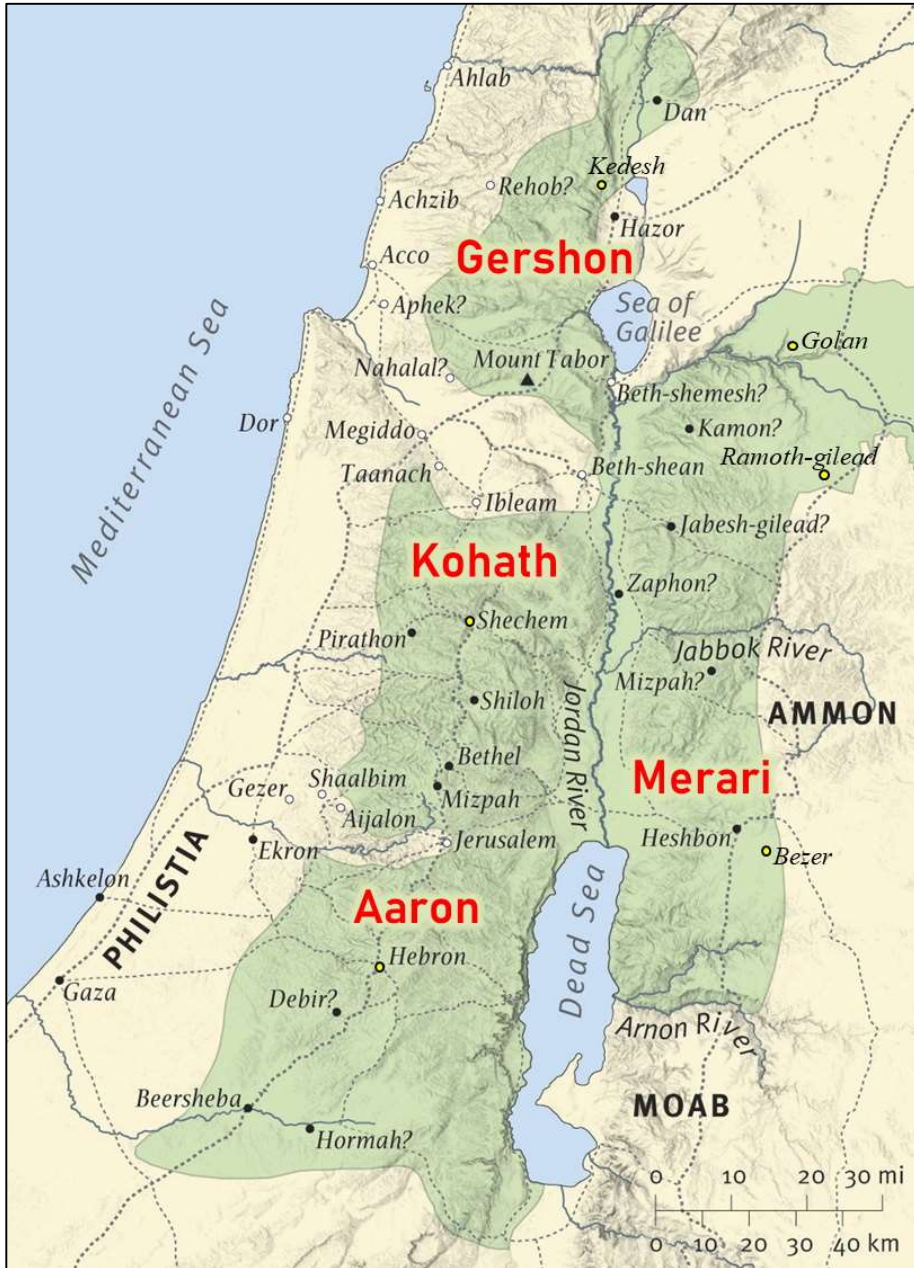 Ahlab
Dan
Kedesh
Rehob?
Achzib
Hazor
Gershon
Acco
Aphek?
Sea of
Galilee
Golan
Mount Tabor
Nahalal?
Beth-shemesh?
Mediterranean Sea
Dor
Kamon?
Megiddo
Ramoth-gilead
Taanach
Beth-shean
Ibleam
Jabesh-gilead?
Kohath
Zaphon?
Shechem
Pirathon
Jabbok River
Mizpah?
Jordan River
Shiloh
AMMON
Bethel
Merari
Shaalbim
Gezer
Mizpah
Aijalon
Heshbon
Jerusalem
Ekron
Bezer
Ashkelon
PHILISTIA
Aaron
Dead Sea
Hebron
Gaza
Debir?
Arnon River
Beersheba
MOAB
Hormah?
0 10 20 30 mi
0 10 20 30 40 km